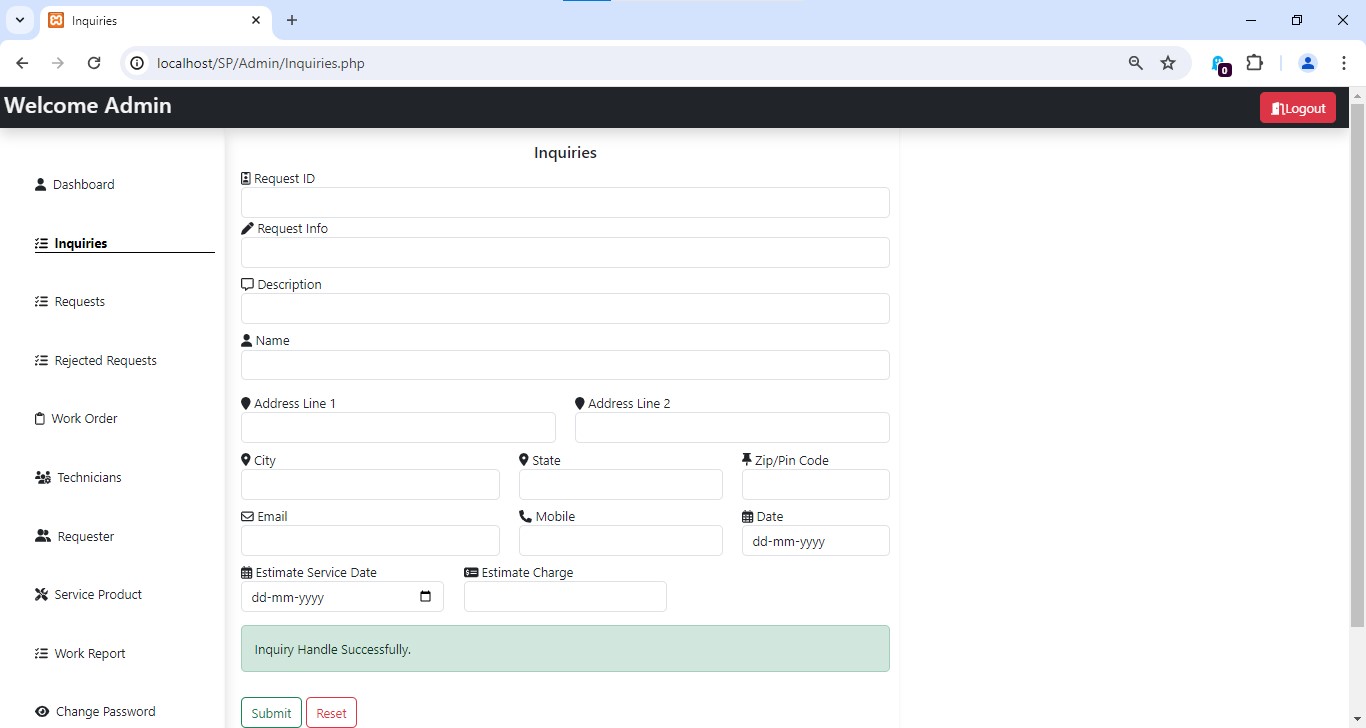 Inquiries
localhost/SP/Admin/Inquiries.php
0
Welcome Admin
Logout
Dashboard
Inquiries
Requests
Rejected Requests
Work Order
Technicians
Requester
Service Product
Work Report
Change Password
Inquiries
Request ID
Request Info
Description
Name
Address Line 1 Address Line 2
City State Zip/Pin Code
Email Mobile Date
dd-mm-yyyy
Estimate Service Date Estimate Charge
dd-mm-yyyy
Inquiry Handle Successfully.
Submit Reset